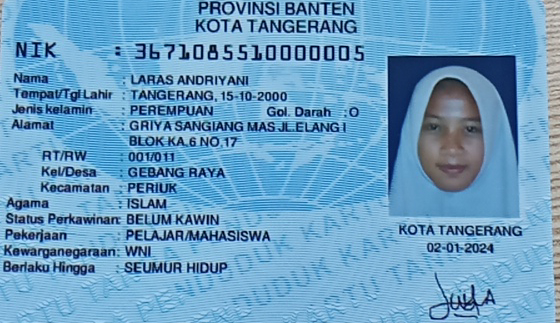 PROVINSI BANTEN
KOTA TANGERANG
NIK : 3671085510000005
Nama : LARAS ANDRIYANI
Tempat/Tgl Lahir : TANGERANG, 15-10-2000
Jenis kelamin : PEREMPUAN Gol. Darah : O
Alamat : GRIYA SANGIANG MAS JL.ELANG I
BLOK KA.6 NO.17
RT/RW : 001/011
Kel/Desa : GEBANG RAYA
Kecamatan : PERIUK
Agama : ISLAM
Status Perkawinan: BELUM KAWIN
Pekerjaan : PELAJAR/MAHASISWA
Kewarganegaraan: WNI
Berlaku Hingga : SEUMUR HIDUP
KOTA TANGERANG
02-01-2024